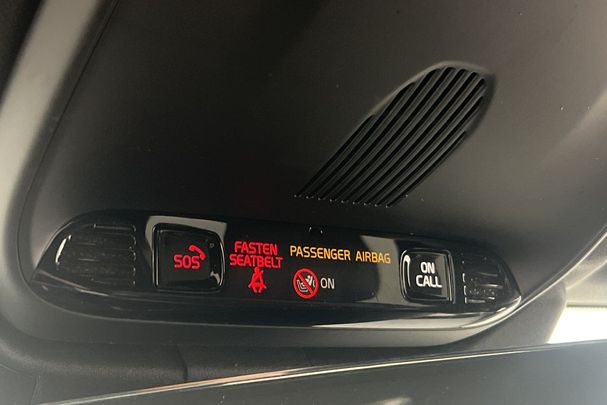 SOS
FASTEN
SEATBELT
PASSENGER AIRBAG
ON
ON
CALL